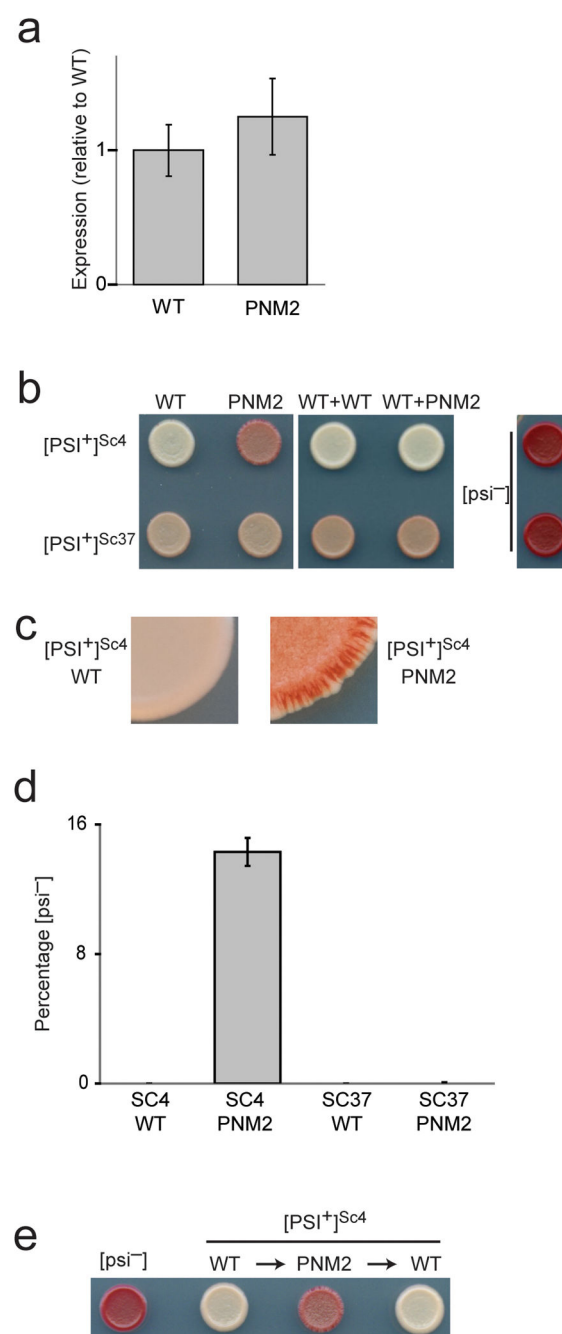 a
Expression (relative to WT)
1
0
WT PNM2
b
WT PNM2 WT+WT WT+PNM2
[PSI⁺]Sc4
[psi⁻]
[PSI⁺]Sc37
c
[PSI⁺]Sc4
WT
[PSI⁺]Sc4
PNM2
d
Percentage [psi⁻]
16
8
0
SC4 SC4 SC37 SC37
WT PNM2 WT PNM2
e
[PSI⁺]Sc4
[psi⁻] WT → PNM2 → WT